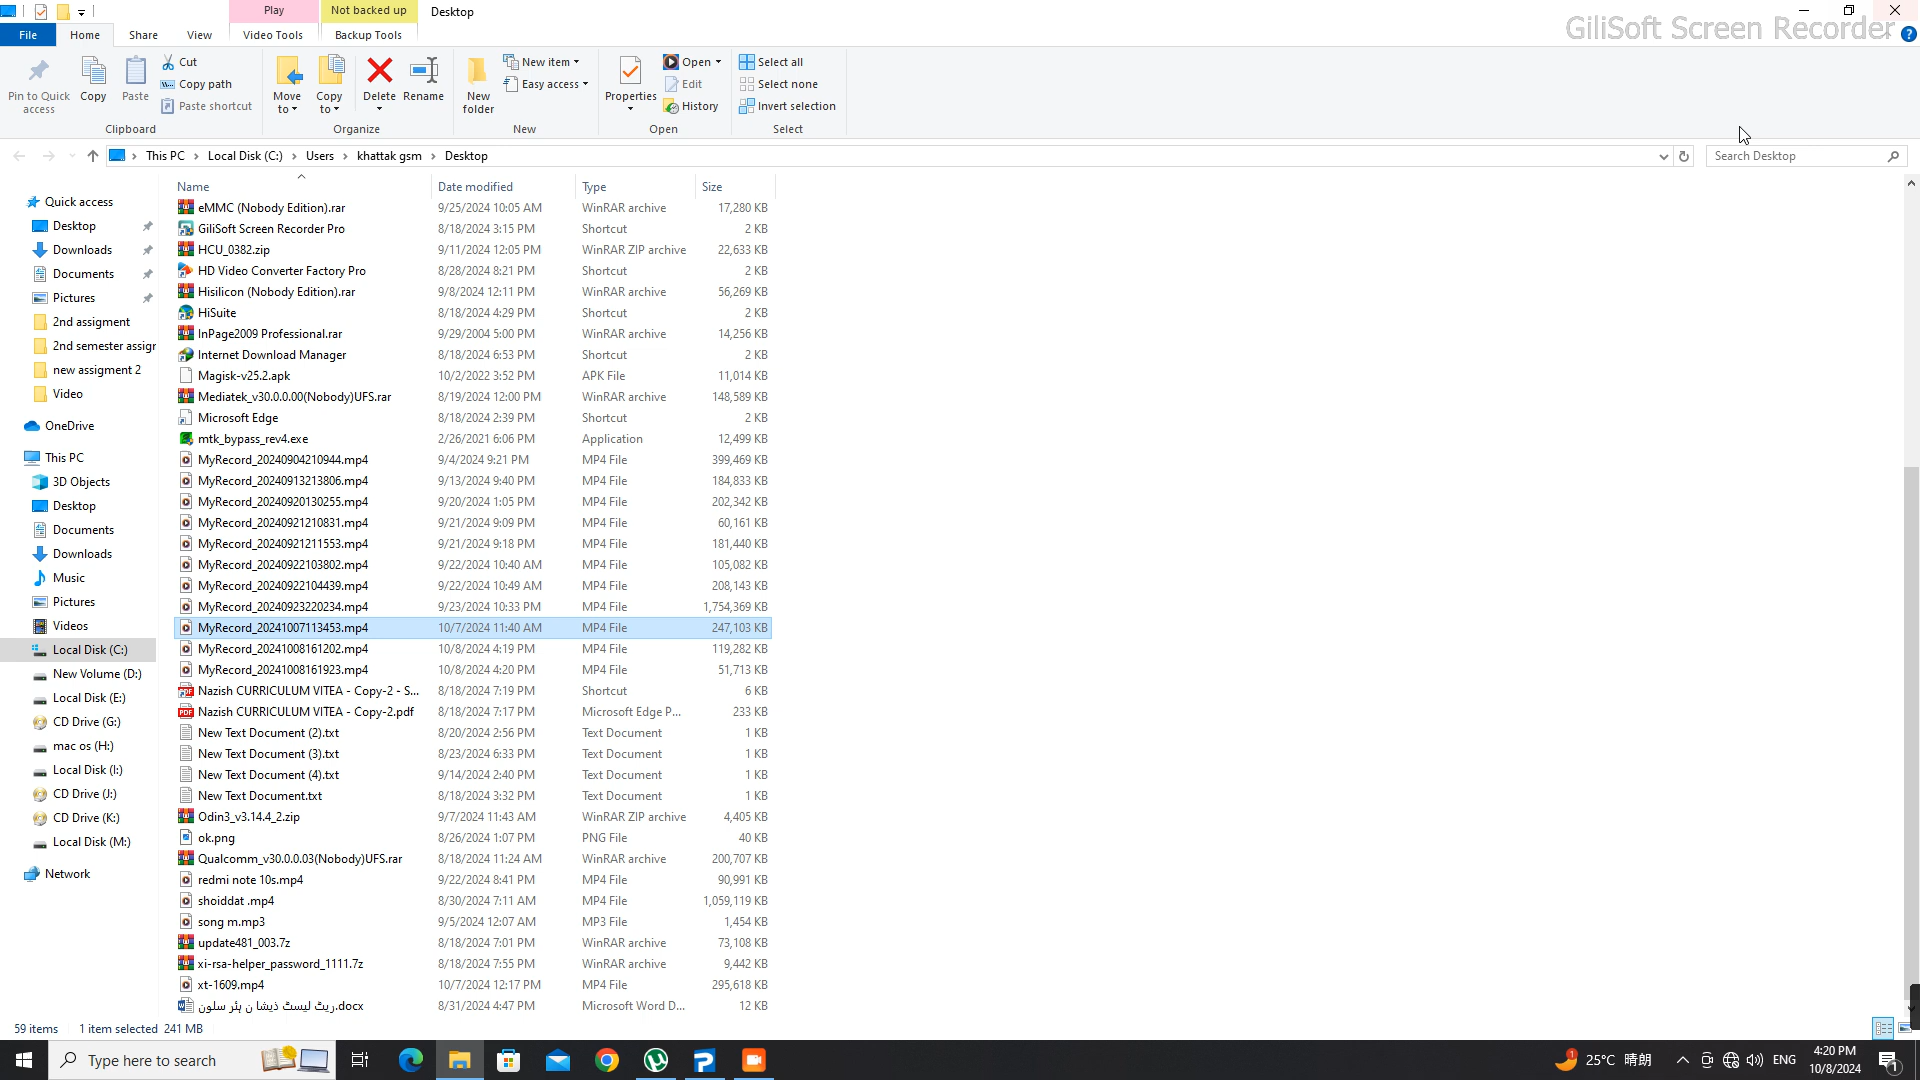 Play Not backed up Desktop
File Home Share View Video Tools Backup Tools
GiliSoft Screen Recorder
Pin to Quick access
Copy
Paste
Cut
Copy path
Paste shortcut
Clipboard
Move to
Copy to
Delete
Rename
Organize
New folder
New item
Easy access
New
Properties
Open
Edit
History
Open
Select all
Select none
Invert selection
Select
This PC Local Disk (C:) Users khattak gsm Desktop
Search Desktop
Quick access
Desktop
Downloads
Documents
Pictures
2nd assigment
2nd semester assigr
new assigment 2
Video
OneDrive
This PC
3D Objects
Desktop
Documents
Downloads
Music
Pictures
Videos
Local Disk (C:)
New Volume (D:)
Local Disk (E:)
CD Drive (G:)
mac os (H:)
Local Disk (I:)
CD Drive (J:)
CD Drive (K:)
Local Disk (M:)
Network
Name Date modified Type Size
eMMC (Nobody Edition).rar 9/25/2024 10:05 AM WinRAR archive 17,280 KB
GiliSoft Screen Recorder Pro 8/18/2024 3:15 PM Shortcut 2 KB
HCU_0382.zip 9/11/2024 12:05 PM WinRAR ZIP archive 22,633 KB
HD Video Converter Factory Pro 8/28/2024 8:21 PM Shortcut 2 KB
Hisilicon (Nobody Edition).rar 9/8/2024 12:11 PM WinRAR archive 56,269 KB
HiSuite 8/18/2024 4:29 PM Shortcut 2 KB
InPage2009 Professional.rar 9/29/2004 5:00 PM WinRAR archive 14,256 KB
Internet Download Manager 8/18/2024 6:53 PM Shortcut 2 KB
Magisk-v25.2.apk 10/2/2022 3:52 PM APK File 11,014 KB
Mediatek_v30.0.0.00(Nobody)UFS.rar 8/19/2024 12:00 PM WinRAR archive 148,589 KB
Microsoft Edge 8/18/2024 2:39 PM Shortcut 2 KB
mtk_bypass_rev4.exe 2/26/2021 6:06 PM Application 12,499 KB
MyRecord_20240904210944.mp4 9/4/2024 9:21 PM MP4 File 399,469 KB
MyRecord_20240913213806.mp4 9/13/2024 9:40 PM MP4 File 184,833 KB
MyRecord_20240920130255.mp4 9/20/2024 1:05 PM MP4 File 202,342 KB
MyRecord_20240921210831.mp4 9/21/2024 9:09 PM MP4 File 60,161 KB
MyRecord_20240921211553.mp4 9/21/2024 9:18 PM MP4 File 181,440 KB
MyRecord_20240922103802.mp4 9/22/2024 10:40 AM MP4 File 105,082 KB
MyRecord_20240922104439.mp4 9/22/2024 10:49 AM MP4 File 208,143 KB
MyRecord_20240923220234.mp4 9/23/2024 10:33 PM MP4 File 1,754,369 KB
MyRecord_20241007113453.mp4 10/7/2024 11:40 AM MP4 File 247,103 KB
MyRecord_20241008161202.mp4 10/8/2024 4:19 PM MP4 File 119,282 KB
MyRecord_20241008161923.mp4 10/8/2024 4:20 PM MP4 File 51,713 KB
Nazish CURRICULUM VITEA - Copy-2 - S... 8/18/2024 7:19 PM Shortcut 6 KB
Nazish CURRICULUM VITEA - Copy-2.pdf 8/18/2024 7:17 PM Microsoft Edge P... 233 KB
New Text Document (2).txt 8/20/2024 2:56 PM Text Document 1 KB
New Text Document (3).txt 8/23/2024 6:33 PM Text Document 1 KB
New Text Document (4).txt 9/14/2024 2:40 PM Text Document 1 KB
New Text Document.txt 8/18/2024 3:32 PM Text Document 1 KB
Odin3_v3.14.4_2.zip 9/7/2024 11:43 AM WinRAR ZIP archive 4,405 KB
ok.png 8/26/2024 1:07 PM PNG File 40 KB
Qualcomm_v30.0.0.03(Nobody)UFS.rar 8/18/2024 11:24 AM WinRAR archive 200,707 KB
redmi note 10s.mp4 9/22/2024 8:41 PM MP4 File 90,991 KB
shoiddat .mp4 8/30/2024 7:11 AM MP4 File 1,059,119 KB
song m.mp3 9/5/2024 12:07 AM MP3 File 1,454 KB
update481_003.7z 8/18/2024 7:01 PM WinRAR archive 73,108 KB
xi-rsa-helper_password_1111.7z 8/18/2024 7:55 PM WinRAR archive 9,442 KB
xt-1609.mp4 10/7/2024 12:17 PM MP4 File 295,618 KB
ریٹ لیسٹ ذیشا ن ہئر سلون.docx 8/31/2024 4:47 PM Microsoft Word D... 12 KB
59 items 1 item selected 241 MB
Type here to search
25°C 晴朗 ENG 4:20 PM
10/8/2024